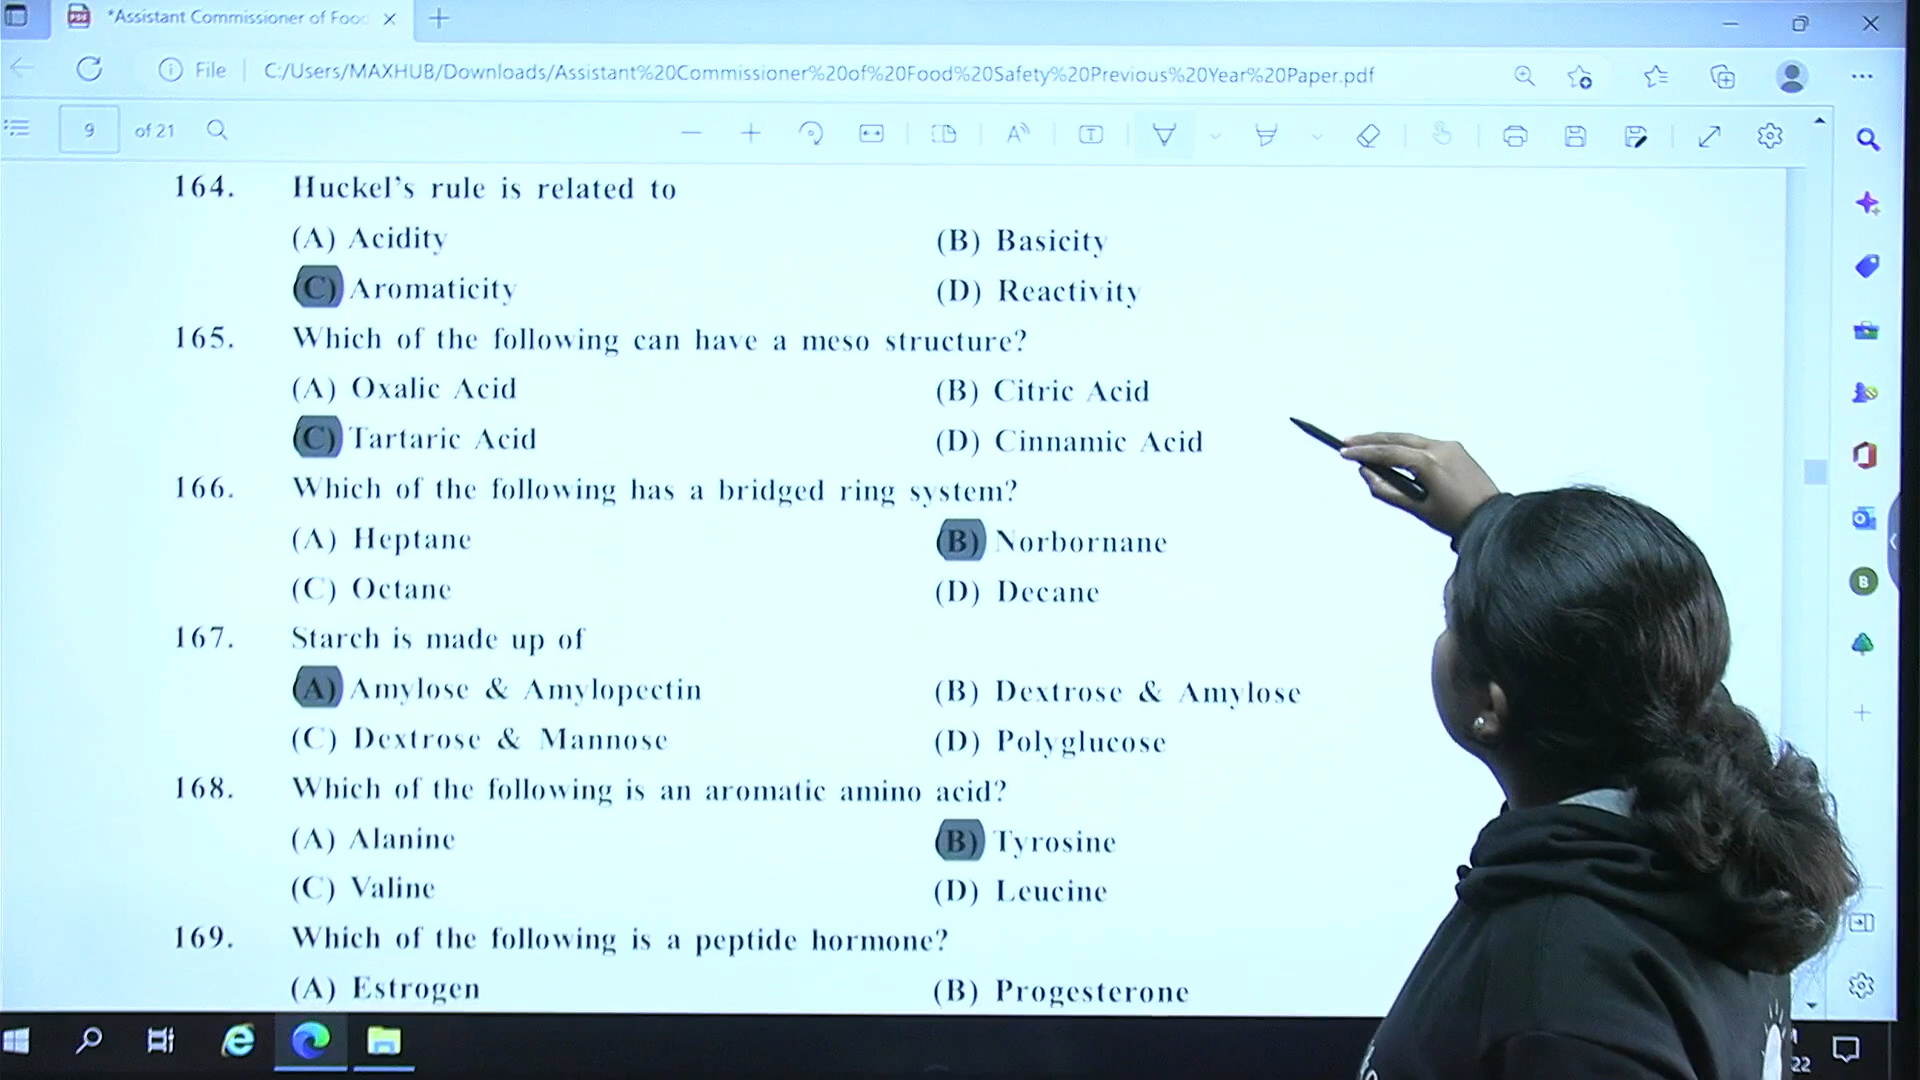 *Assistant Commissioner of Food
File
C:/Users/MAXHUB/Downloads/Assistant%20Commissioner%20of%20Food%20Safety%20Previous%20Year%20Paper.pdf
9 of 21
164. Huckel's rule is related to
(A) Acidity (B) Basicity
(C) Aromaticity (D) Reactivity
165. Which of the following can have a meso structure?
(A) Oxalic Acid (B) Citric Acid
(C) Tartaric Acid (D) Cinnamic Acid
166. Which of the following has a bridged ring system?
(A) Heptane (B) Norbornane
(C) Octane (D) Decane
167. Starch is made up of
(A) Amylose & Amylopectin (B) Dextrose & Amylose
(C) Dextrose & Mannose (D) Polyglucose
168. Which of the following is an aromatic amino acid?
(A) Alanine (B) Tyrosine
(C) Valine (D) Leucine
169. Which of the following is a peptide hormone?
(A) Estrogen (B) Progesterone